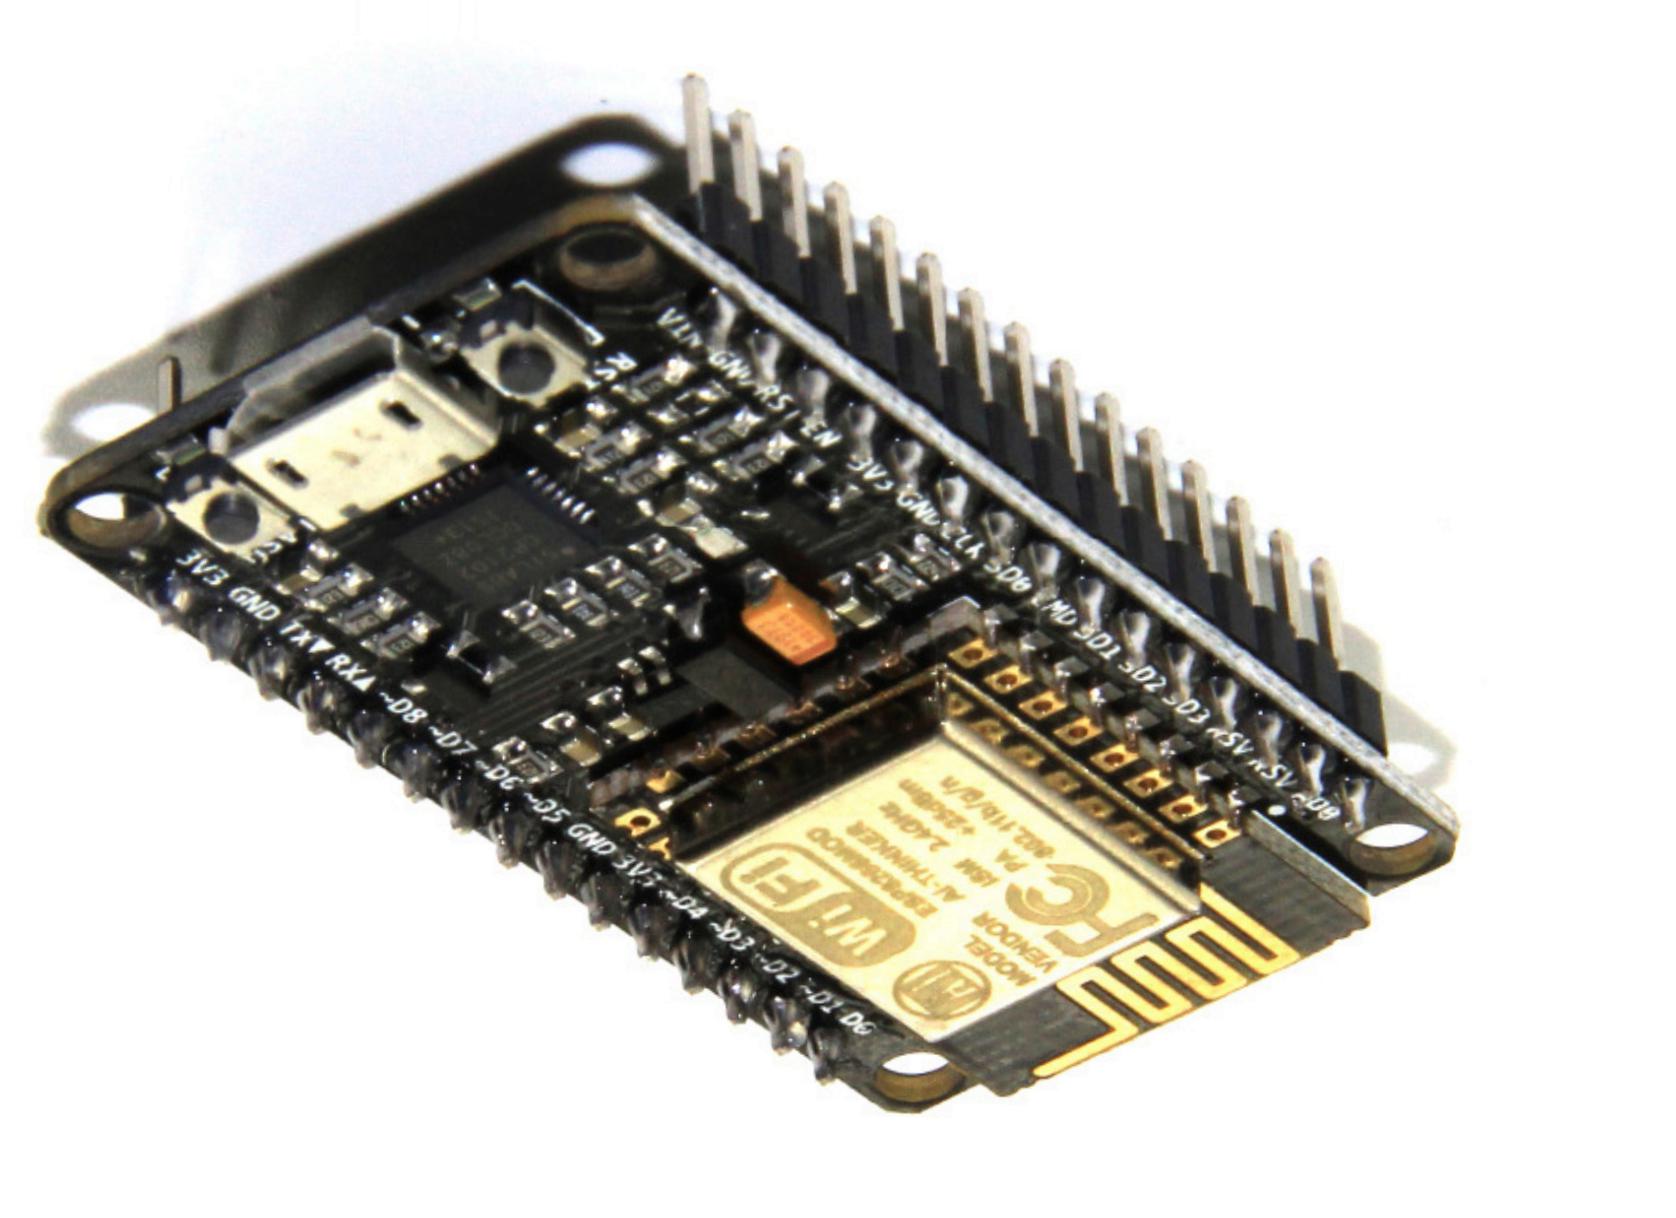 VIN GND RST EN 3V3 GND CLK SD0 CMD SD1 SD2 SD3 RSV RSV
3V3 GND TX RX ~D8 ~D7 ~D6 ~D5 GND 3V3 ~D4 ~D3 ~D2 ~D1 D0
MODEL ESP8266MOD
VENDOR AI-THINKER
ISM 2.4GHz
PA +25dBm
802.11b/g/n
WiFi
FC
AI